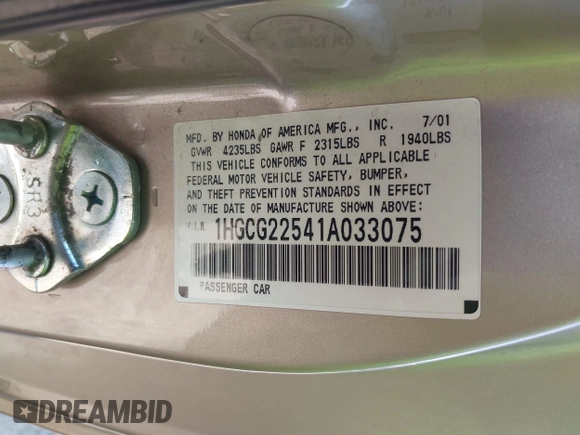 MFD. BY HONDA OF AMERICA MFG., INC. 7/01
GVWR 4235LBS GAWR F 2315LBS R 1940LBS
THIS VEHICLE CONFORMS TO ALL APPLICABLE
FEDERAL MOTOR VEHICLE SAFETY, BUMPER,
AND THEFT PREVENTION STANDARDS IN EFFECT
ON THE DATE OF MANUFACTURE SHOWN ABOVE:
V.I.N. 1HGCG22541A033075
PASSENGER CAR
SR3
DREAMBID